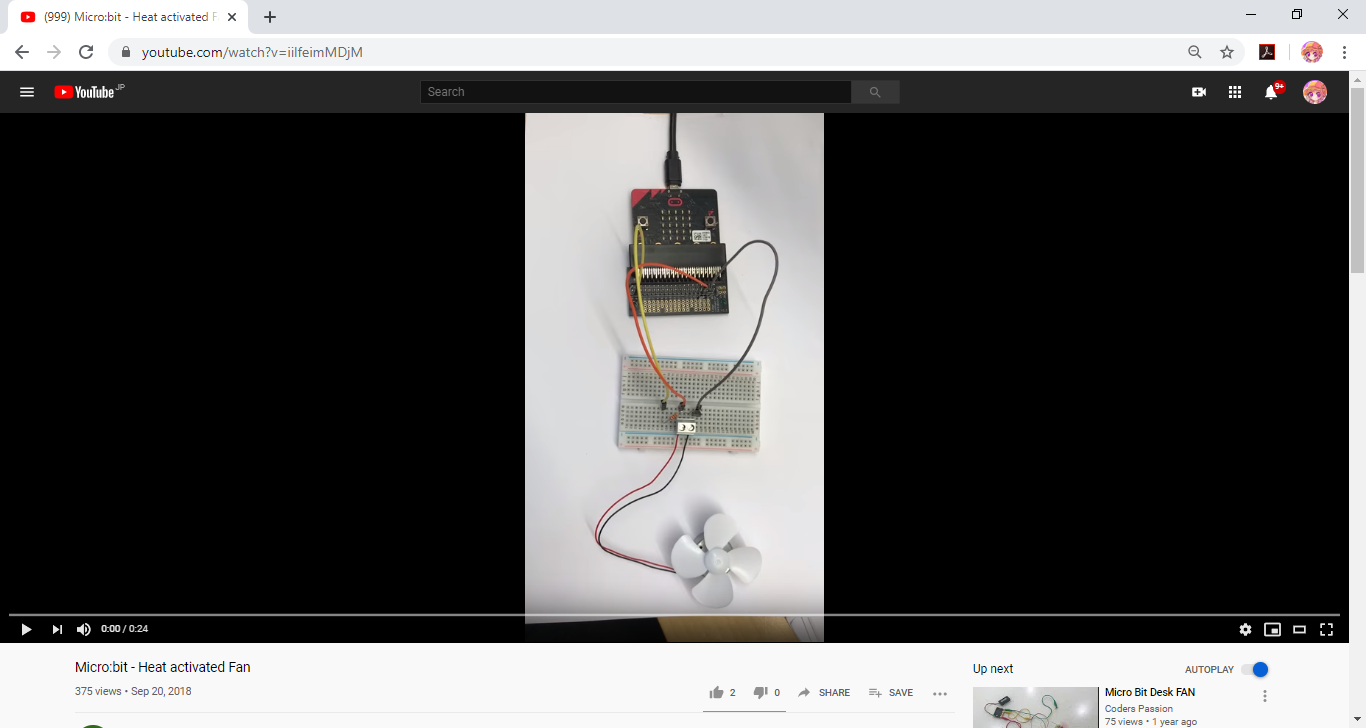 (999) Micro:bit - Heat activated F
youtube.com/watch?v=iilfeimMDjM
YouTube JP
Search
9+
0:00 / 0:24
Micro:bit - Heat activated Fan
375 views • Sep 20, 2018
2
0
SHARE
SAVE
Up next
AUTOPLAY
Micro Bit Desk FAN
Coders Passion
75 views • 1 year ago